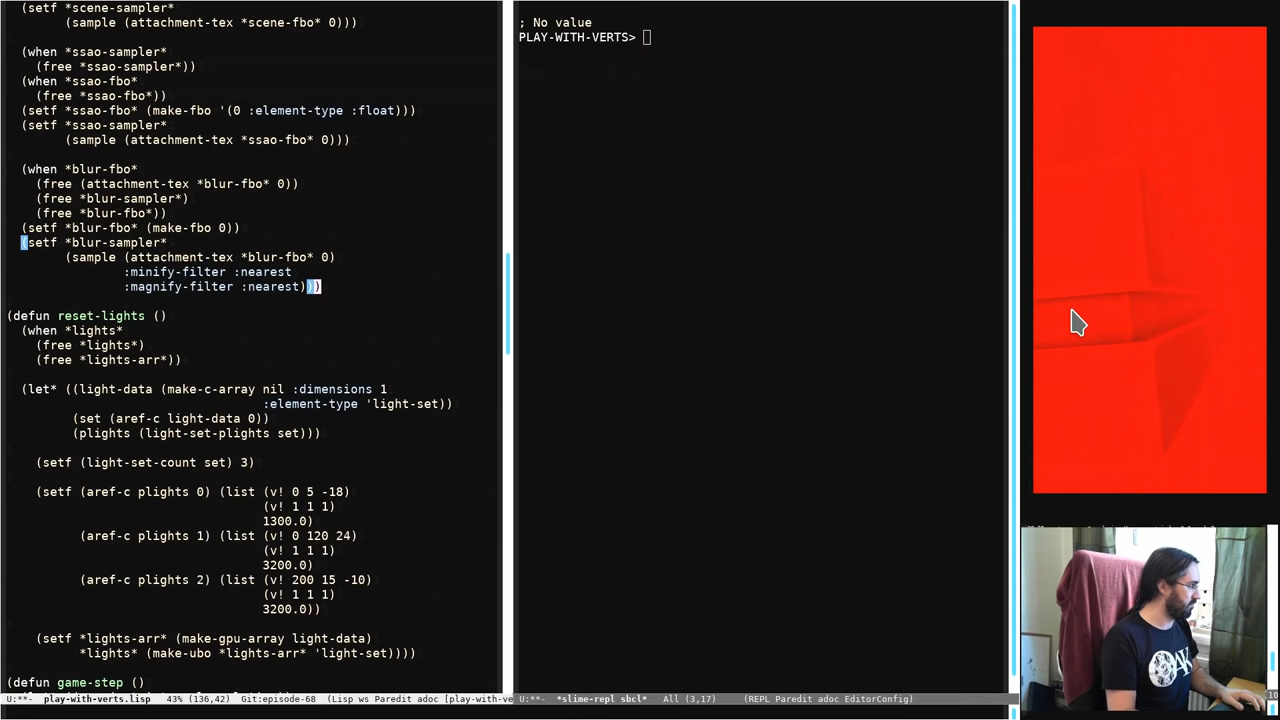 (setf *scene-sampler*
(sample (attachment-tex *scene-fbo* 0)))
(when *ssao-sampler*
(free *ssao-sampler*))
(when *ssao-fbo*
(free *ssao-fbo*))
(setf *ssao-fbo* (make-fbo '(0 :element-type :float)))
(setf *ssao-sampler*
(sample (attachment-tex *ssao-fbo* 0)))
(when *blur-fbo*
(free (attachment-tex *blur-fbo* 0))
(free *blur-sampler*)
(free *blur-fbo*))
(setf *blur-fbo* (make-fbo 0))
(setf *blur-sampler*
(sample (attachment-tex *blur-fbo* 0)
:minify-filter :nearest
:magnify-filter :nearest)))
(defun reset-lights ()
(when *lights*
(free *lights*)
(free *lights-arr*))
(let* ((light-data (make-c-array nil :dimensions 1
:element-type 'light-set))
(set (aref-c light-data 0))
(plights (light-set-plights set)))
(setf (light-set-count set) 3)
(setf (aref-c plights 0) (list (v! 0 5 -18)
(v! 1 1 1)
1300.0)
(aref-c plights 1) (list (v! 0 120 24)
(v! 1 1 1)
3200.0)
(aref-c plights 2) (list (v! 200 15 -10)
(v! 1 1 1)
3200.0))
(setf *lights-arr* (make-gpu-array light-data)
*lights* (make-ubo *lights-arr* 'light-set))))
(defun game-step ()
U:**- play-with-verts.lisp 43% (136,42) Git:episode-68 (Lisp ws Paredit adoc [play-with-ve
; No value
PLAY-WITH-VERTS>
U:**- *slime-repl sbcl* All (3,17) (REPL Paredit adoc EditorConfig)
OAK
10